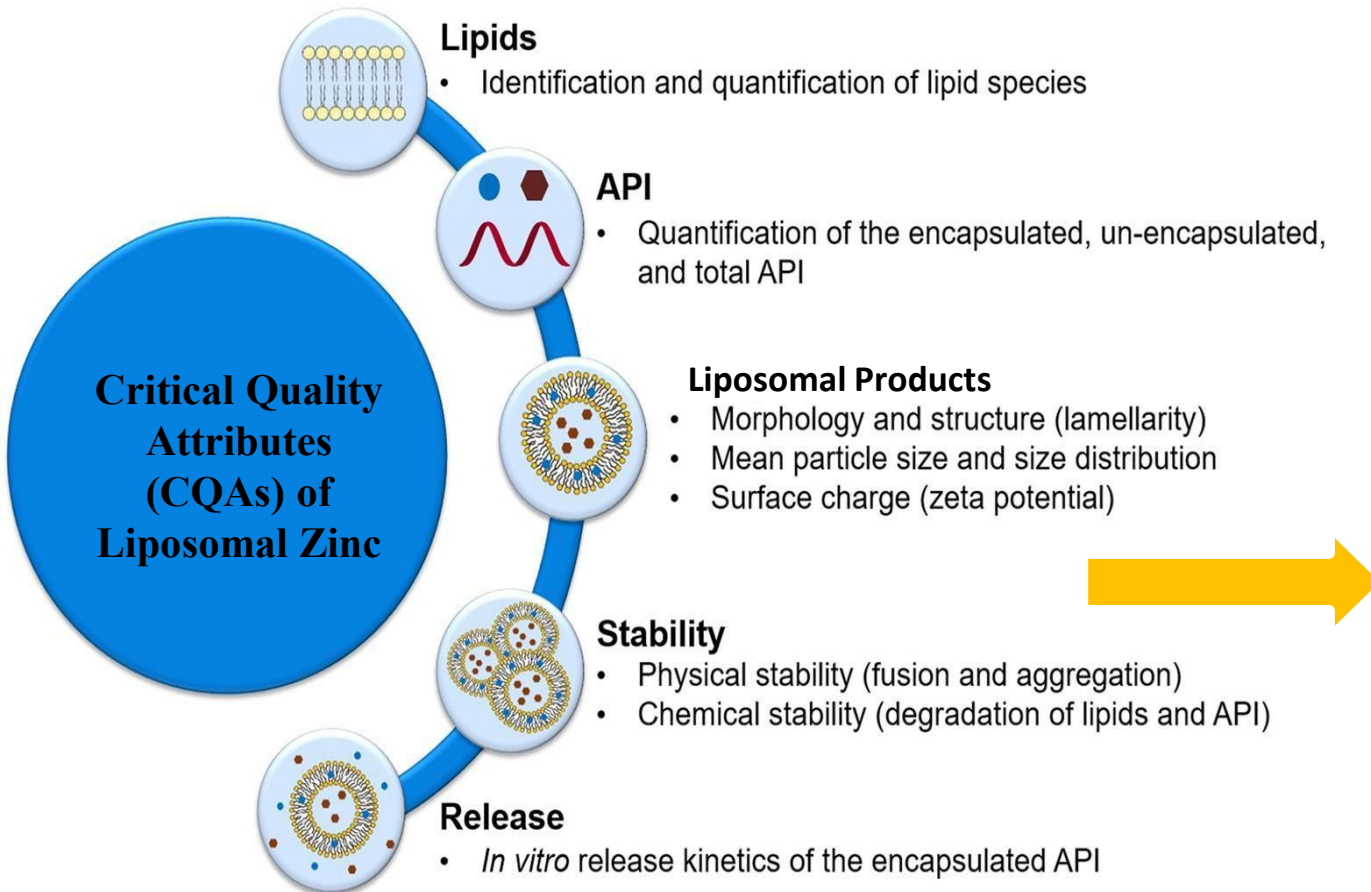 Lipids
• Identification and quantification of lipid species
API
• Quantification of the encapsulated, un-encapsulated,
and total API
Critical Quality
Attributes
(CQAs) of
Liposomal Zinc
Liposomal Products
• Morphology and structure (lamellarity)
• Mean particle size and size distribution
• Surface charge (zeta potential)
Stability
• Physical stability (fusion and aggregation)
• Chemical stability (degradation of lipids and API)
Release
• In vitro release kinetics of the encapsulated API